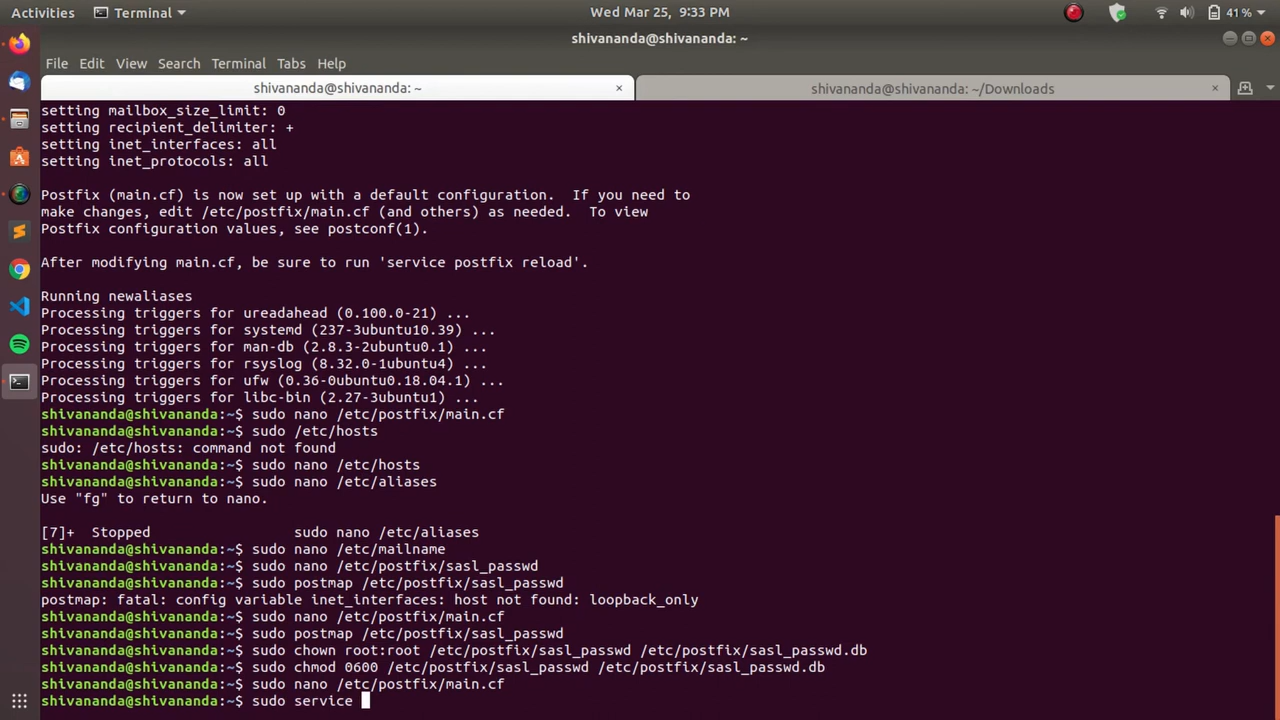 Activities
Terminal
Wed Mar 25, 9:33 PM
41%
shivananda@shivananda: ~
File Edit View Search Terminal Tabs Help
shivananda@shivananda: ~
shivananda@shivananda: ~/Downloads
setting mailbox_size_limit: 0
setting recipient_delimiter: +
setting inet_interfaces: all
setting inet_protocols: all
Postfix (main.cf) is now set up with a default configuration.  If you need to
make changes, edit /etc/postfix/main.cf (and others) as needed.  To view
Postfix configuration values, see postconf(1).
After modifying main.cf, be sure to run 'service postfix reload'.
Running newaliases
Processing triggers for ureadahead (0.100.0-21) ...
Processing triggers for systemd (237-3ubuntu10.39) ...
Processing triggers for man-db (2.8.3-2ubuntu0.1) ...
Processing triggers for rsyslog (8.32.0-1ubuntu4) ...
Processing triggers for ufw (0.36-0ubuntu0.18.04.1) ...
Processing triggers for libc-bin (2.27-3ubuntu1) ...
shivananda@shivananda:~$ sudo nano /etc/postfix/main.cf
shivananda@shivananda:~$ sudo /etc/hosts
sudo: /etc/hosts: command not found
shivananda@shivananda:~$ sudo nano /etc/hosts
shivananda@shivananda:~$ sudo nano /etc/aliases
Use "fg" to return to nano.
[7]+  Stopped                 sudo nano /etc/aliases
shivananda@shivananda:~$ sudo nano /etc/mailname
shivananda@shivananda:~$ sudo nano /etc/postfix/sasl_passwd
shivananda@shivananda:~$ sudo postmap /etc/postfix/sasl_passwd
postmap: fatal: config variable inet_interfaces: host not found: loopback_only
shivananda@shivananda:~$ sudo nano /etc/postfix/main.cf
shivananda@shivananda:~$ sudo postmap /etc/postfix/sasl_passwd
shivananda@shivananda:~$ sudo chown root:root /etc/postfix/sasl_passwd /etc/postfix/sasl_passwd.db
shivananda@shivananda:~$ sudo chmod 0600 /etc/postfix/sasl_passwd /etc/postfix/sasl_passwd.db
shivananda@shivananda:~$ sudo nano /etc/postfix/main.cf
shivananda@shivananda:~$ sudo service